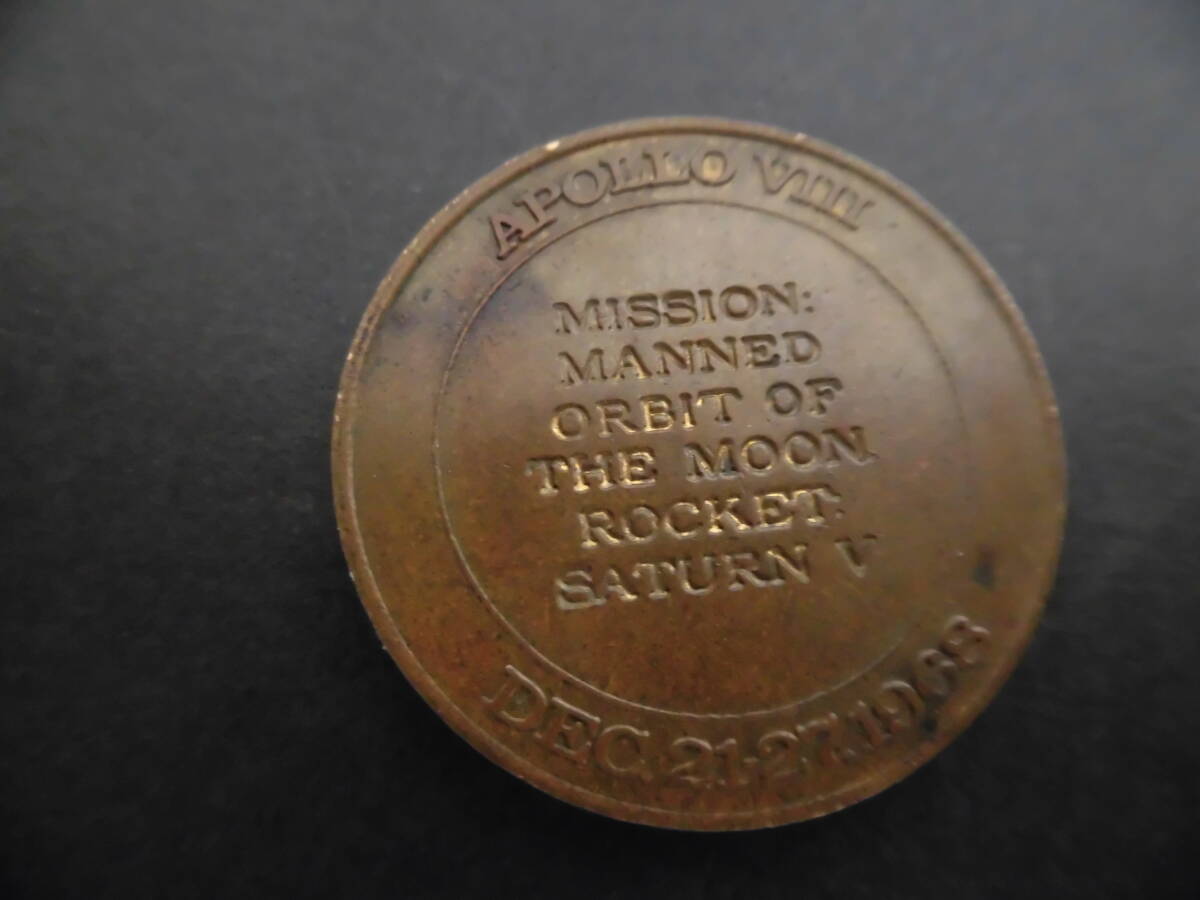 APOLLO VIII
MISSION:
MANNED
ORBIT OF
THE MOON.
ROCKET:
SATURN V
DEC. 21-27, 1968